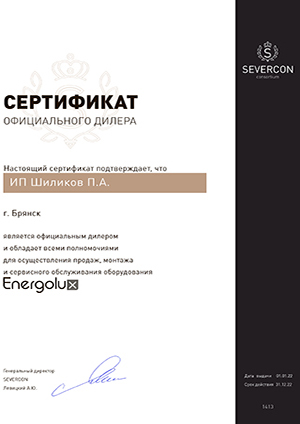 SEVERCON
consortium
СЕРТИФИКАТ
ОФИЦИАЛЬНОГО ДИЛЕРА
Настоящий сертификат подтверждает, что
ИП Шиликов П.А.
г. Брянск
является официальным дилером
и обладает всеми полномочиями
для осущестоления продаж, монтажа
и сервисного обслуживания оборудования
Energolux
Генеральный директор
SEVERCON
Левицкий А.Ю.
Дата выдачи 01.01.22
Срок действия 31.12.22
1413